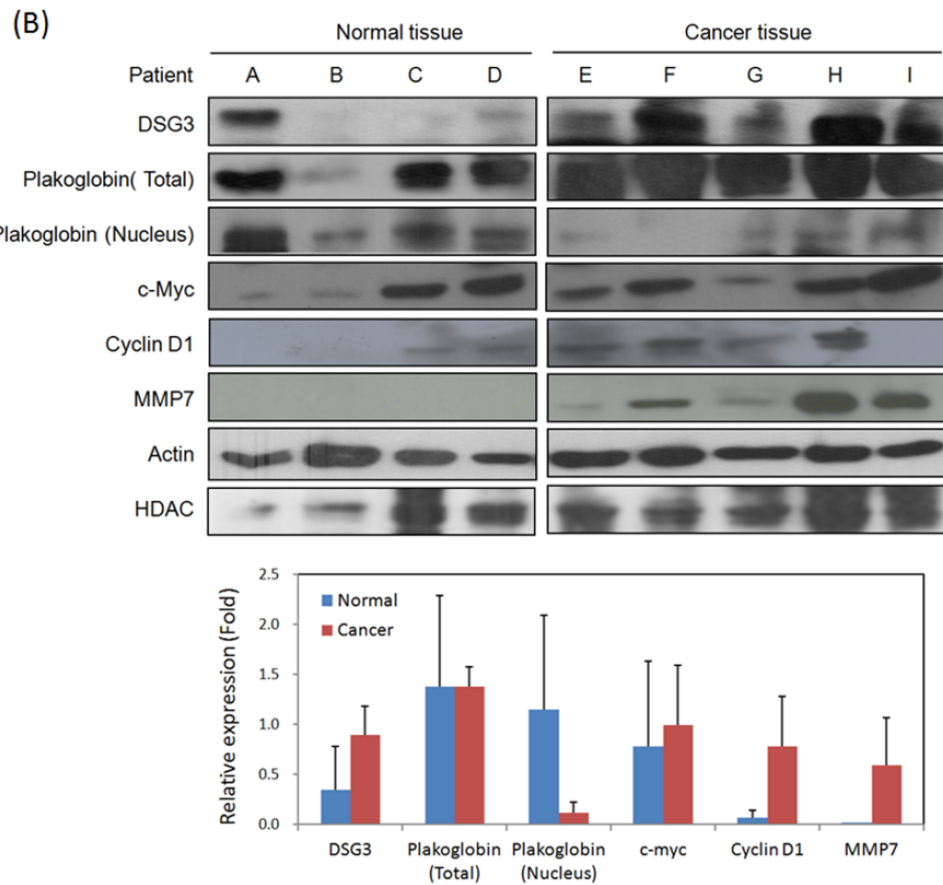 (B)
Normal tissue Cancer tissue
Patient A B C D E F G H I
DSG3
Plakoglobin( Total)
lakoglobin (Nucleus)
c-Myc
Cyclin D1
MMP7
Actin
HDAC
2.5
2.0
1.5
1.0
0.5
0.0
Relative expression (Fold)
Normal
Cancer
DSG3 Plakoglobin Plakoglobin c-myc Cyclin D1 MMP7
(Total) (Nucleus)